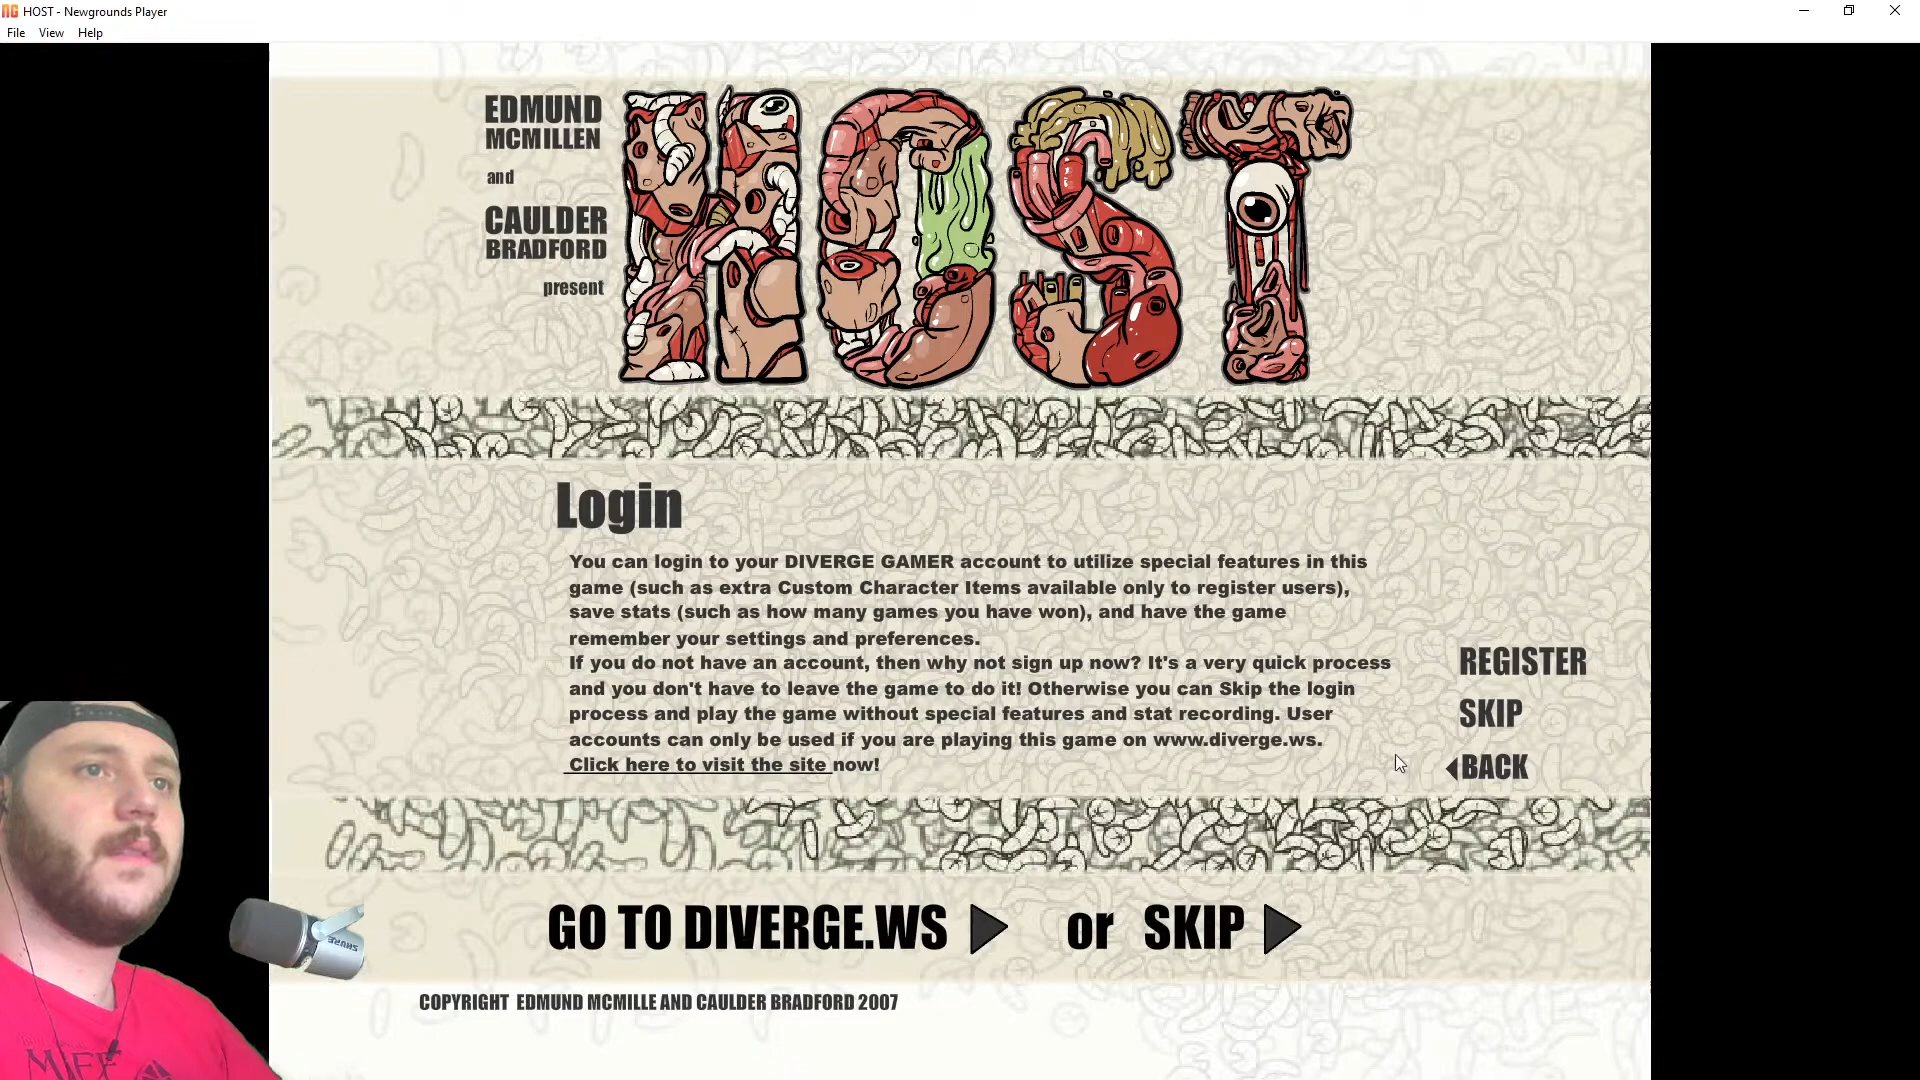 HOST - Newgrounds Player
File View Help
EDMUND
MCMILLEN
and
CAULDER
BRADFORD
present
HOST
Login
You can login to your DIVERGE GAMER account to utilize special features in this
game (such as extra Custom Character Items available only to register users),
save stats (such as how many games you have won), and have the game
remember your settings and preferences.
If you do not have an account, then why not sign up now? It's a very quick process
and you don't have to leave the game to do it! Otherwise you can Skip the login
process and play the game without special features and stat recording. User
accounts can only be used if you are playing this game on www.diverge.ws.
Click here to visit the site now!
REGISTER
SKIP
BACK
GO TO DIVERGE.WS or SKIP
COPYRIGHT EDMUND MCMILLE AND CAULDER BRADFORD 2007
SHURE